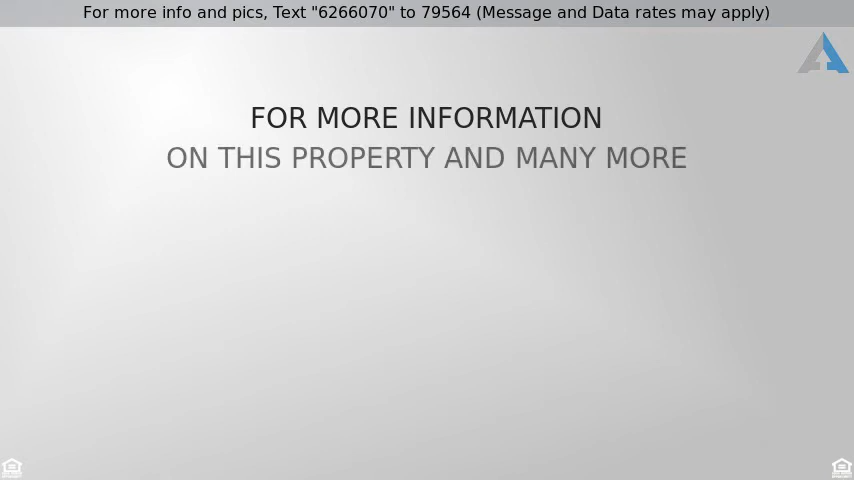 For more info and pics, Text "6266070" to 79564 (Message and Data rates may apply)
FOR MORE INFORMATION
ON THIS PROPERTY AND MANY MORE